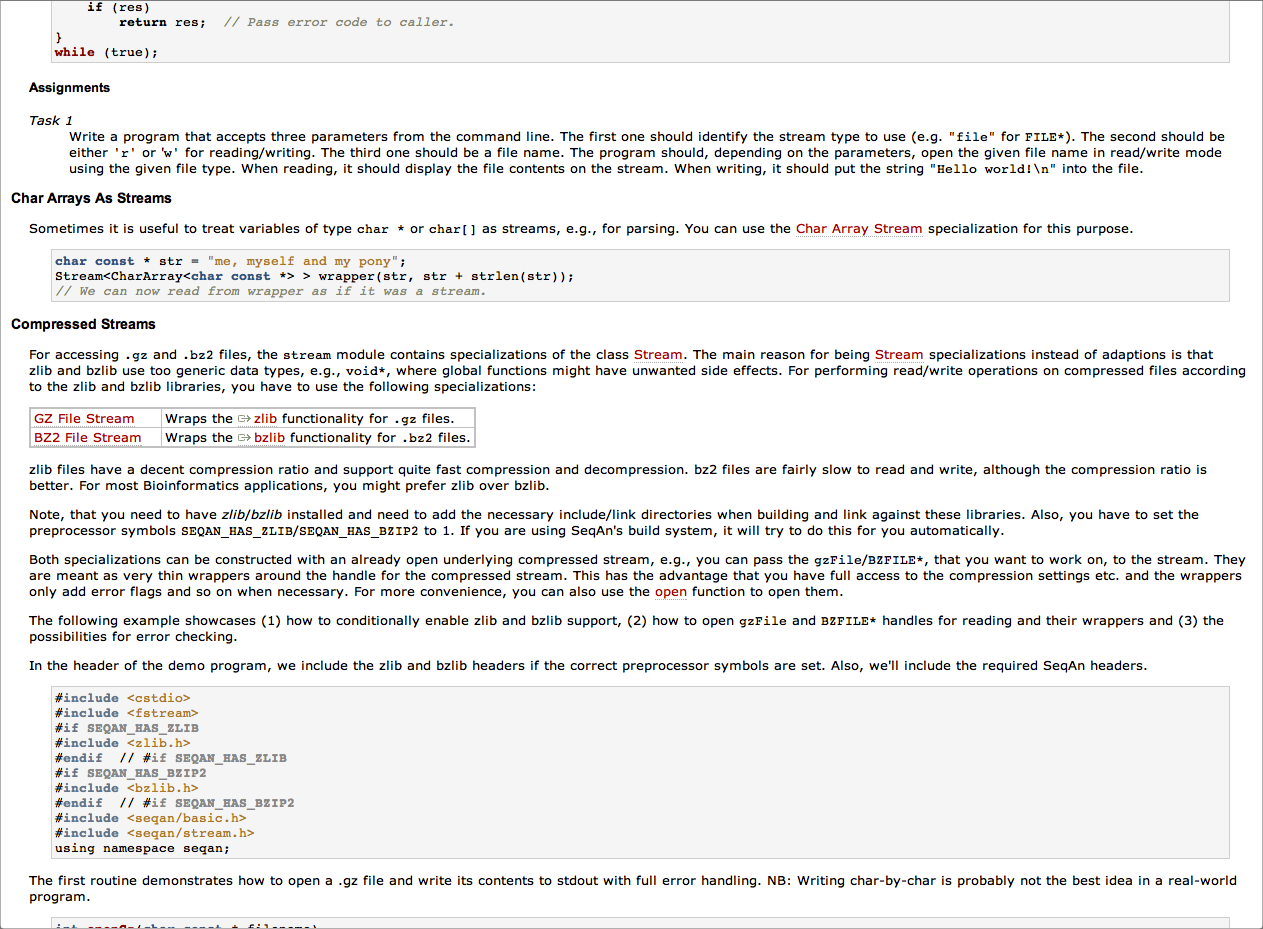 if (res)
return res;  // Pass error code to caller.
}
while (true);
Assignments
Task 1
Write a program that accepts three parameters from the command line. The first one should identify the stream type to use (e.g. "file" for FILE*). The second should be
either 'r' or 'w' for reading/writing. The third one should be a file name. The program should, depending on the parameters, open the given file name in read/write mode
using the given file type. When reading, it should display the file contents on the stream. When writing, it should put the string "Hello world!\n" into the file.
Char Arrays As Streams
Sometimes it is useful to treat variables of type char * or char[] as streams, e.g., for parsing. You can use the Char Array Stream specialization for this purpose.
char const * str = "me, myself and my pony";
Stream<CharArray<char const *> > wrapper(str, str + strlen(str));
// We can now read from wrapper as if it was a stream.
Compressed Streams
For accessing .gz and .bz2 files, the stream module contains specializations of the class Stream. The main reason for being Stream specializations instead of adaptions is that
zlib and bzlib use too generic data types, e.g., void*, where global functions might have unwanted side effects. For performing read/write operations on compressed files according
to the zlib and bzlib libraries, you have to use the following specializations:
GZ File Stream Wraps the zlib functionality for .gz files.
BZ2 File Stream Wraps the bzlib functionality for .bz2 files.
zlib files have a decent compression ratio and support quite fast compression and decompression. bz2 files are fairly slow to read and write, although the compression ratio is
better. For most Bioinformatics applications, you might prefer zlib over bzlib.
Note, that you need to have zlib/bzlib installed and need to add the necessary include/link directories when building and link against these libraries. Also, you have to set the
preprocessor symbols SEQAN_HAS_ZLIB/SEQAN_HAS_BZIP2 to 1. If you are using SeqAn's build system, it will try to do this for you automatically.
Both specializations can be constructed with an already open underlying compressed stream, e.g., you can pass the gzFile/BZFILE*, that you want to work on, to the stream. They
are meant as very thin wrappers around the handle for the compressed stream. This has the advantage that you have full access to the compression settings etc. and the wrappers
only add error flags and so on when necessary. For more convenience, you can also use the open function to open them.
The following example showcases (1) how to conditionally enable zlib and bzlib support, (2) how to open gzFile and BZFILE* handles for reading and their wrappers and (3) the
possibilities for error checking.
In the header of the demo program, we include the zlib and bzlib headers if the correct preprocessor symbols are set. Also, we'll include the required SeqAn headers.
#include <cstdio>
#include <fstream>
#if SEQAN_HAS_ZLIB
#include <zlib.h>
#endif  // #if SEQAN_HAS_ZLIB
#if SEQAN_HAS_BZIP2
#include <bzlib.h>
#endif  // #if SEQAN_HAS_BZIP2
#include <seqan/basic.h>
#include <seqan/stream.h>
using namespace seqan;
The first routine demonstrates how to open a .gz file and write its contents to stdout with full error handling. NB: Writing char-by-char is probably not the best idea in a real-world
program.
int openGz(char const * filename)